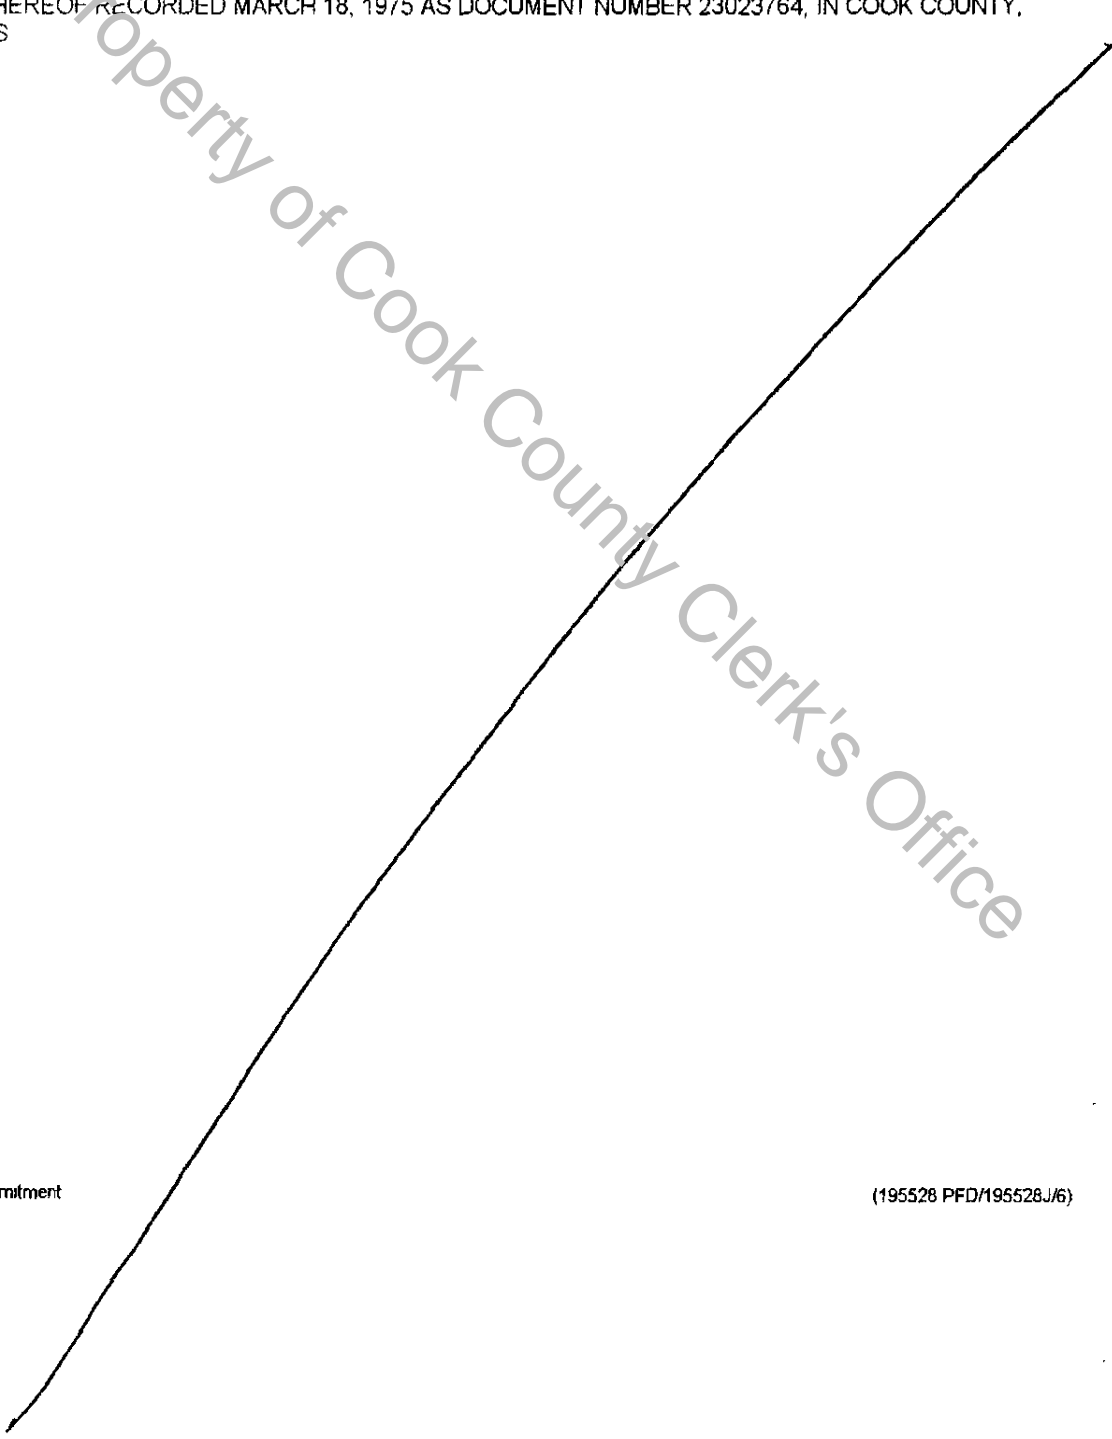 HEREOF RECORDED MARCH 18, 1975 AS DOCUMENT NUMBER 23023764, IN COOK COUNTY,
S
roperty of Cook County Clerk's Office
mitment
(195528 PFD/195528J/6)